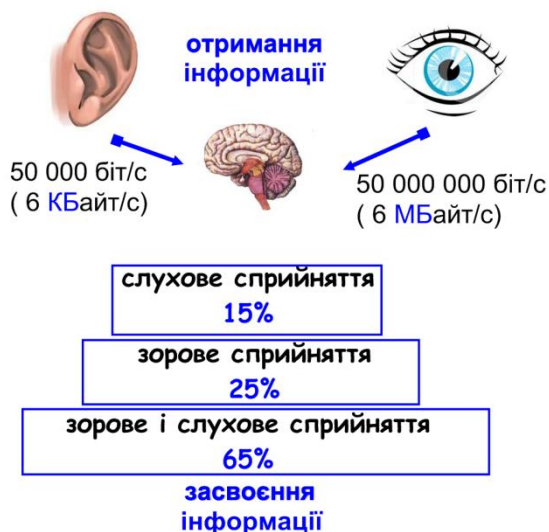 отримання
інформації
50 000 біт/с
( 6 КБайт/с)
50 000 000 біт/с
( 6 МБайт/с)
слухове сприйняття
15%
зорове сприйняття
25%
зорове і слухове сприйняття
65%
засвоєння
інформації